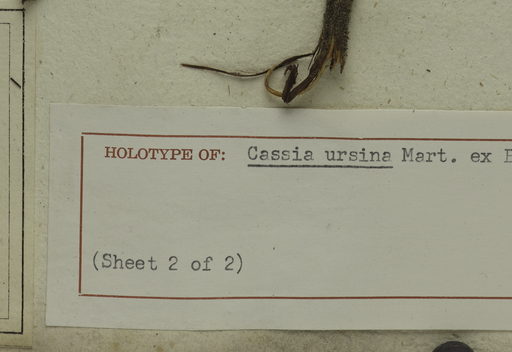 HOLOTYPE OF: Cassia ursina Mart. ex
(Sheet 2 of 2)